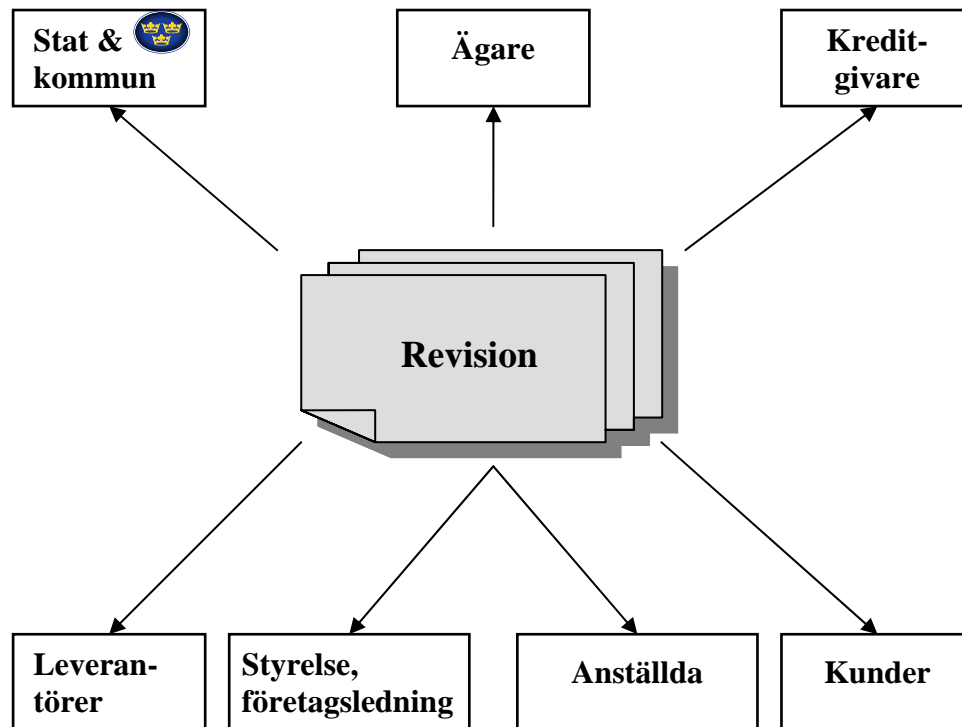 Stat &
kommun
Ägare
Kredit-
givare
Revision
Leveran-
törer
Styrelse,
företagsledning
Anställda
Kunder